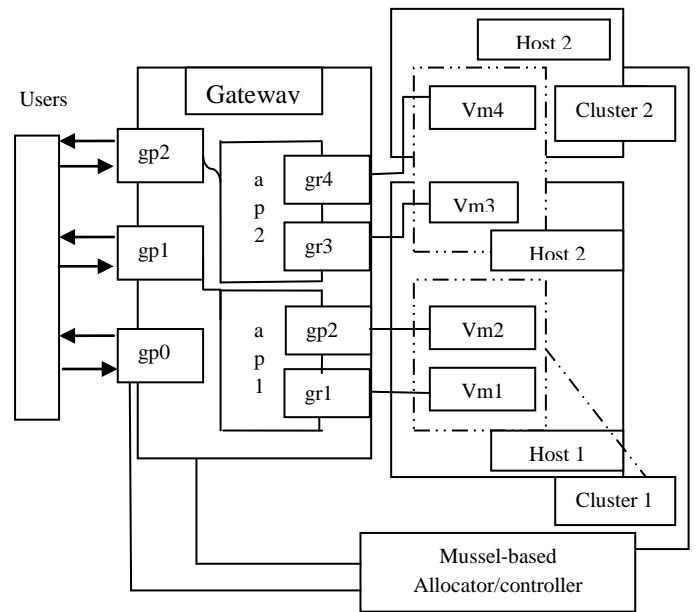 Host 2
Users
Gateway
Vm4
Cluster 2
gp2
gr4
a
p
2
Vm3
gp1
gr3
Host 2
gp2
Vm2
gp0
a
p
1
gr1
Vm1
Host 1
Cluster 1
Mussel-based
Allocator/controller